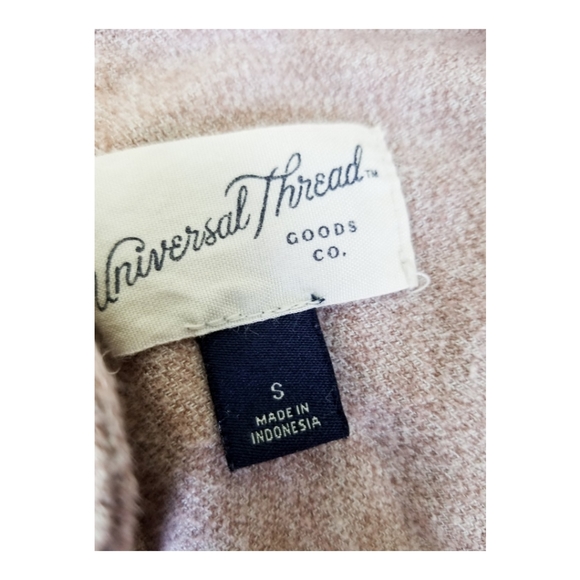 Universal Thread™
GOODS
CO.
S
MADE IN
INDONESIA